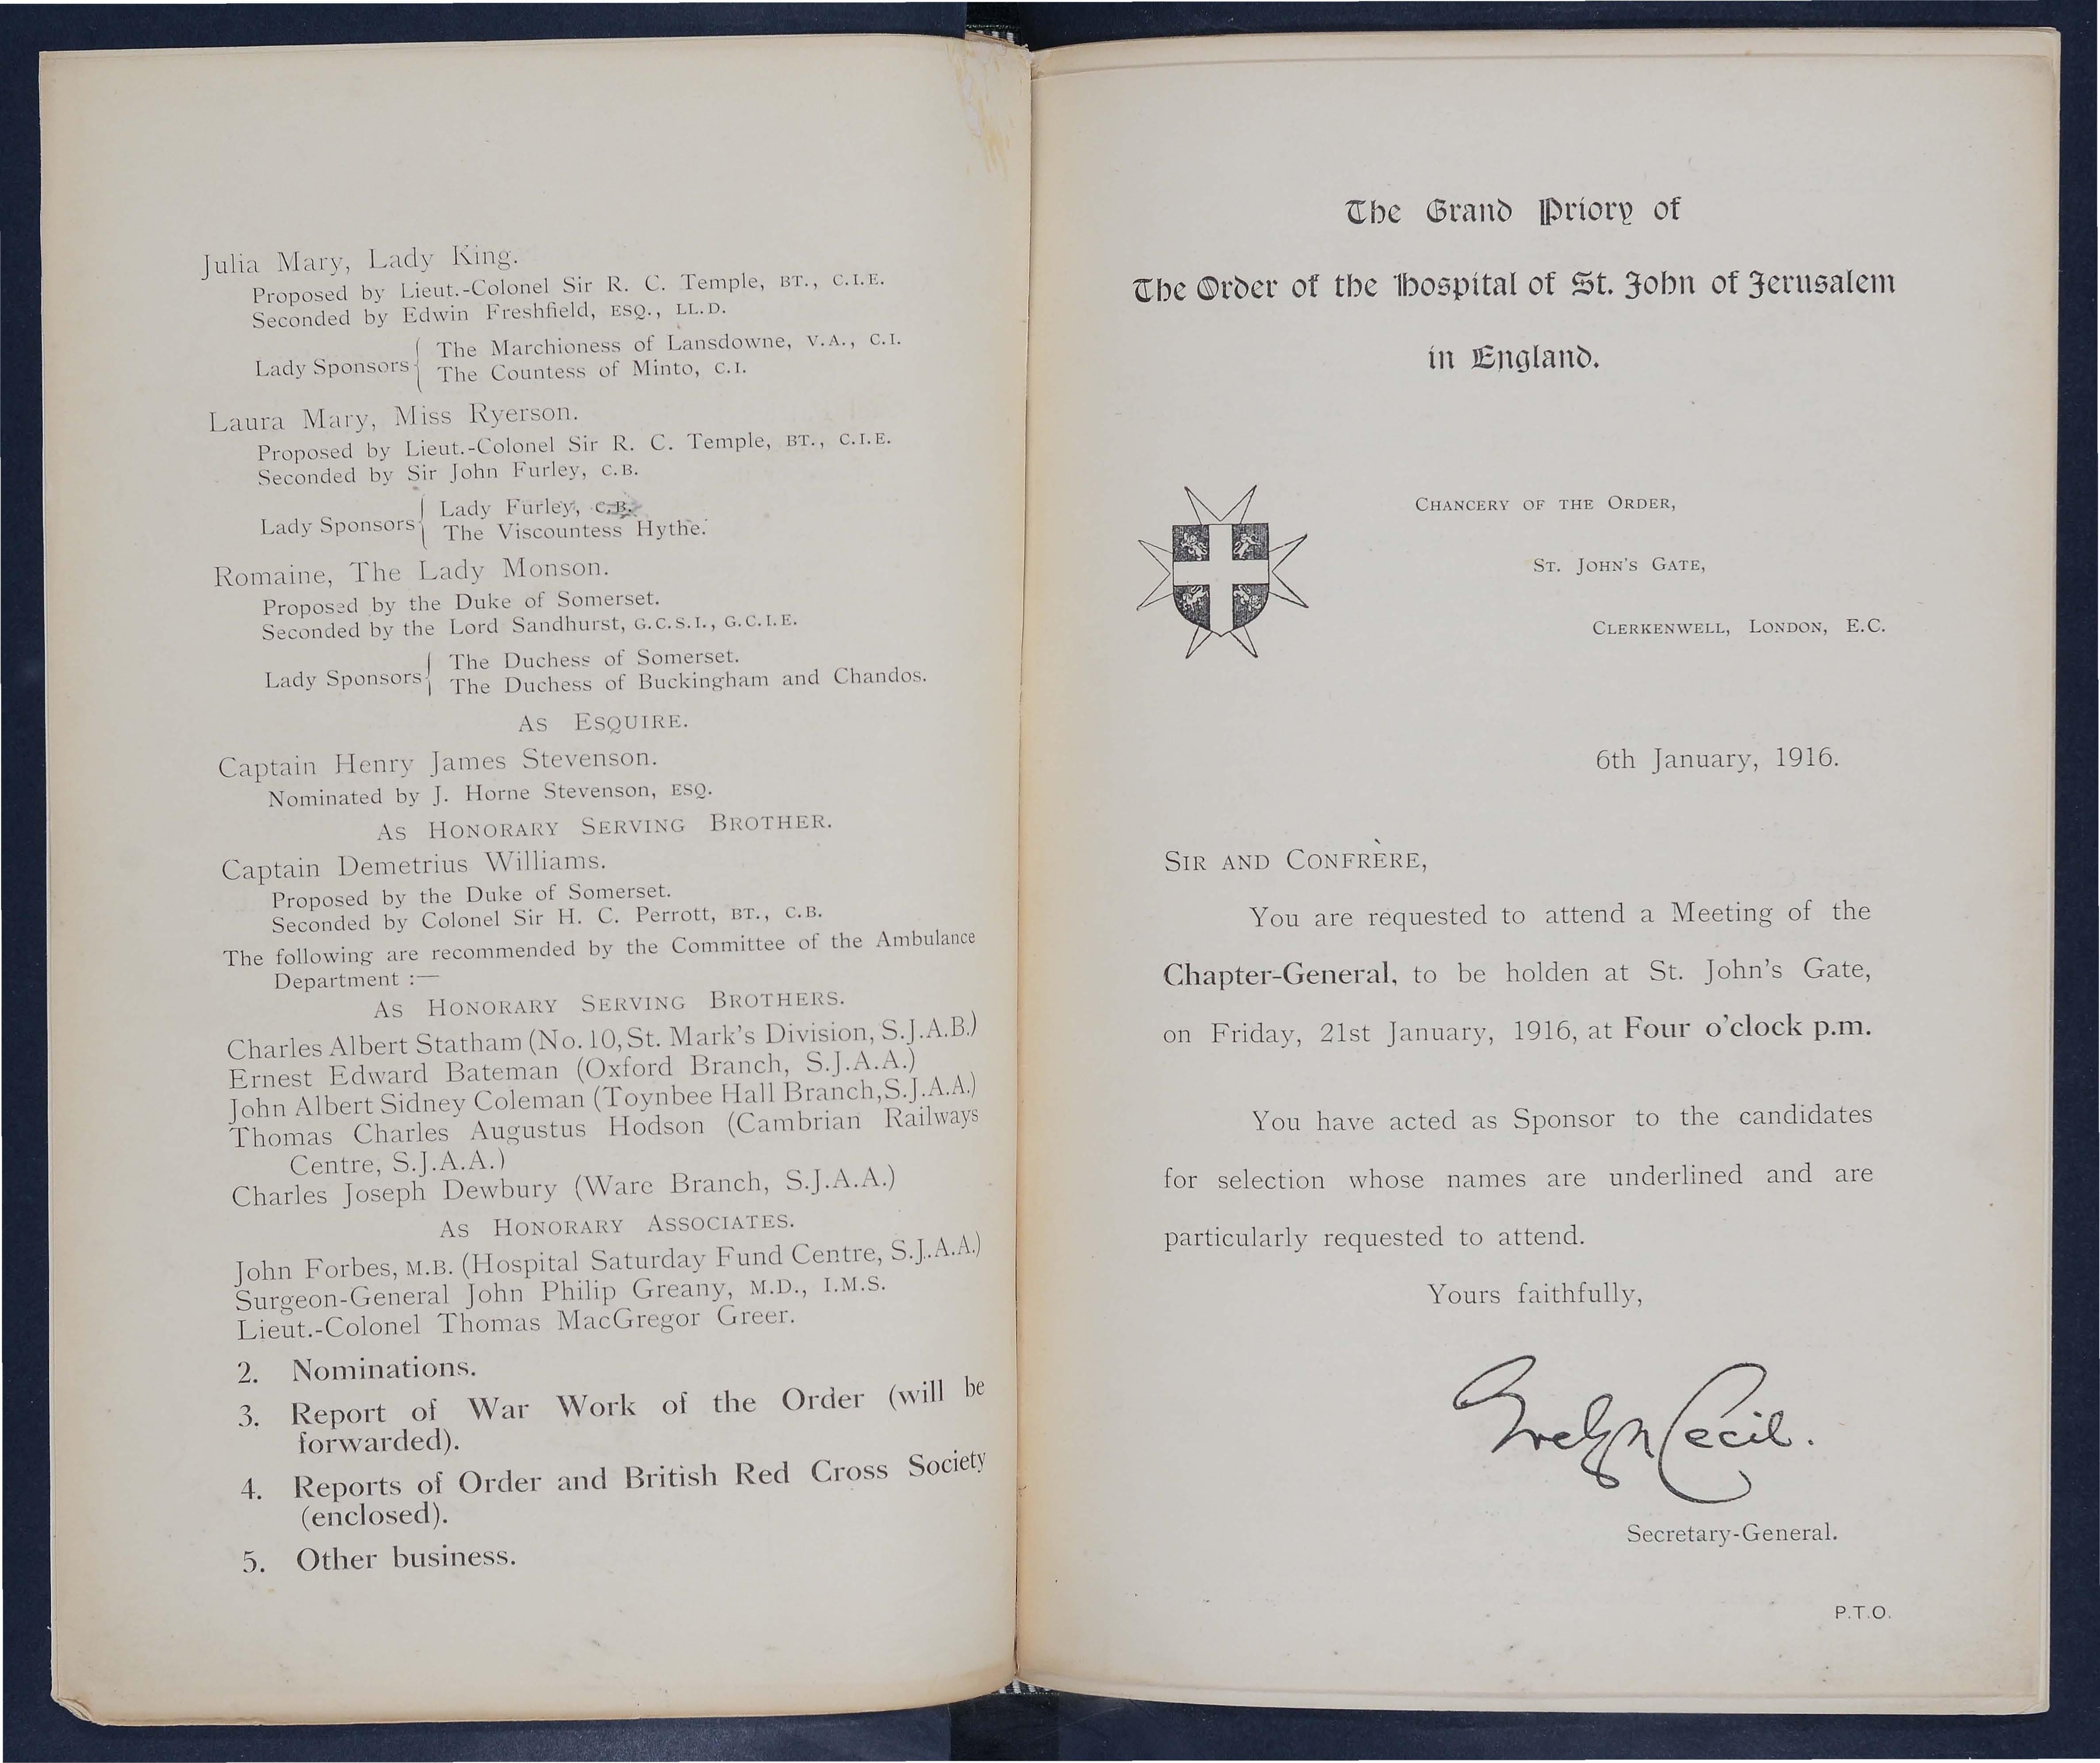 Julia Mary, Lady King.
Proposed by Lieut.-Colonel Sir R. C. Temple, BT., C.I.E.
Seconded by Edwin Freshfield, ESQ., LL.D.
Lady Sponsors { The Marchioness of Lansdowne, V.A., C.I.
The Countess of Minto, C.I.
Laura Mary, Miss Ryerson.
Proposed by Lieut.-Colonel Sir R. C. Temple, BT., C.I.E.
Seconded by Sir John Furley, C.B.
Lady Sponsors { Lady Furley, C.B.
The Viscountess Hythe.
Romaine, The Lady Monson.
Proposed by the Duke of Somerset.
Seconded by the Lord Sandhurst, G.C.S.I., G.C.I.E.
Lady Sponsors { The Duchess of Somerset.
The Duchess of Buckingham and Chandos.
AS ESQUIRE.
Captain Henry James Stevenson.
Nominated by J. Horne Stevenson, ESQ.
AS HONORARY SERVING BROTHER.
Captain Demetrius Williams.
Proposed by the Duke of Somerset.
Seconded by Colonel Sir H. C. Perrott, BT., C.B.
The following are recommended by the Committee of the Ambulance
Department :—
AS HONORARY SERVING BROTHERS.
Charles Albert Statham (No. 10, St. Mark's Division, S.J.A.B.)
Ernest Edward Bateman (Oxford Branch, S.J.A.A.)
John Albert Sidney Coleman (Toynbee Hall Branch, S.J.A.A.)
Thomas Charles Augustus Hodson (Cambrian Railways
Centre, S.J.A.A.)
Charles Joseph Dewbury (Ware Branch, S.J.A.A.)
AS HONORARY ASSOCIATES.
John Forbes, M.B. (Hospital Saturday Fund Centre, S.J.A.A.)
Surgeon-General John Philip Greany, M.D., I.M.S.
Lieut.-Colonel Thomas MacGregor Greer.
2. Nominations.
3. Report of War Work of the Order (will be
forwarded).
4. Reports of Order and British Red Cross Society
(enclosed).
5. Other business.
The Grand Priory of
The Order of the Hospital of St. John of Jerusalem
in England.
CHANCERY OF THE ORDER,
ST. JOHN'S GATE,
CLERKENWELL, LONDON, E.C.
6th January, 1916.
SIR AND CONFRÈRE,
You are requested to attend a Meeting of the
Chapter-General, to be holden at St. John's Gate,
on Friday, 21st January, 1916, at Four o'clock p.m.
You have acted as Sponsor to the candidates
for selection whose names are underlined and are
particularly requested to attend.
Yours faithfully,
Evelyn Cecil.
Secretary-General.
P.T.O.